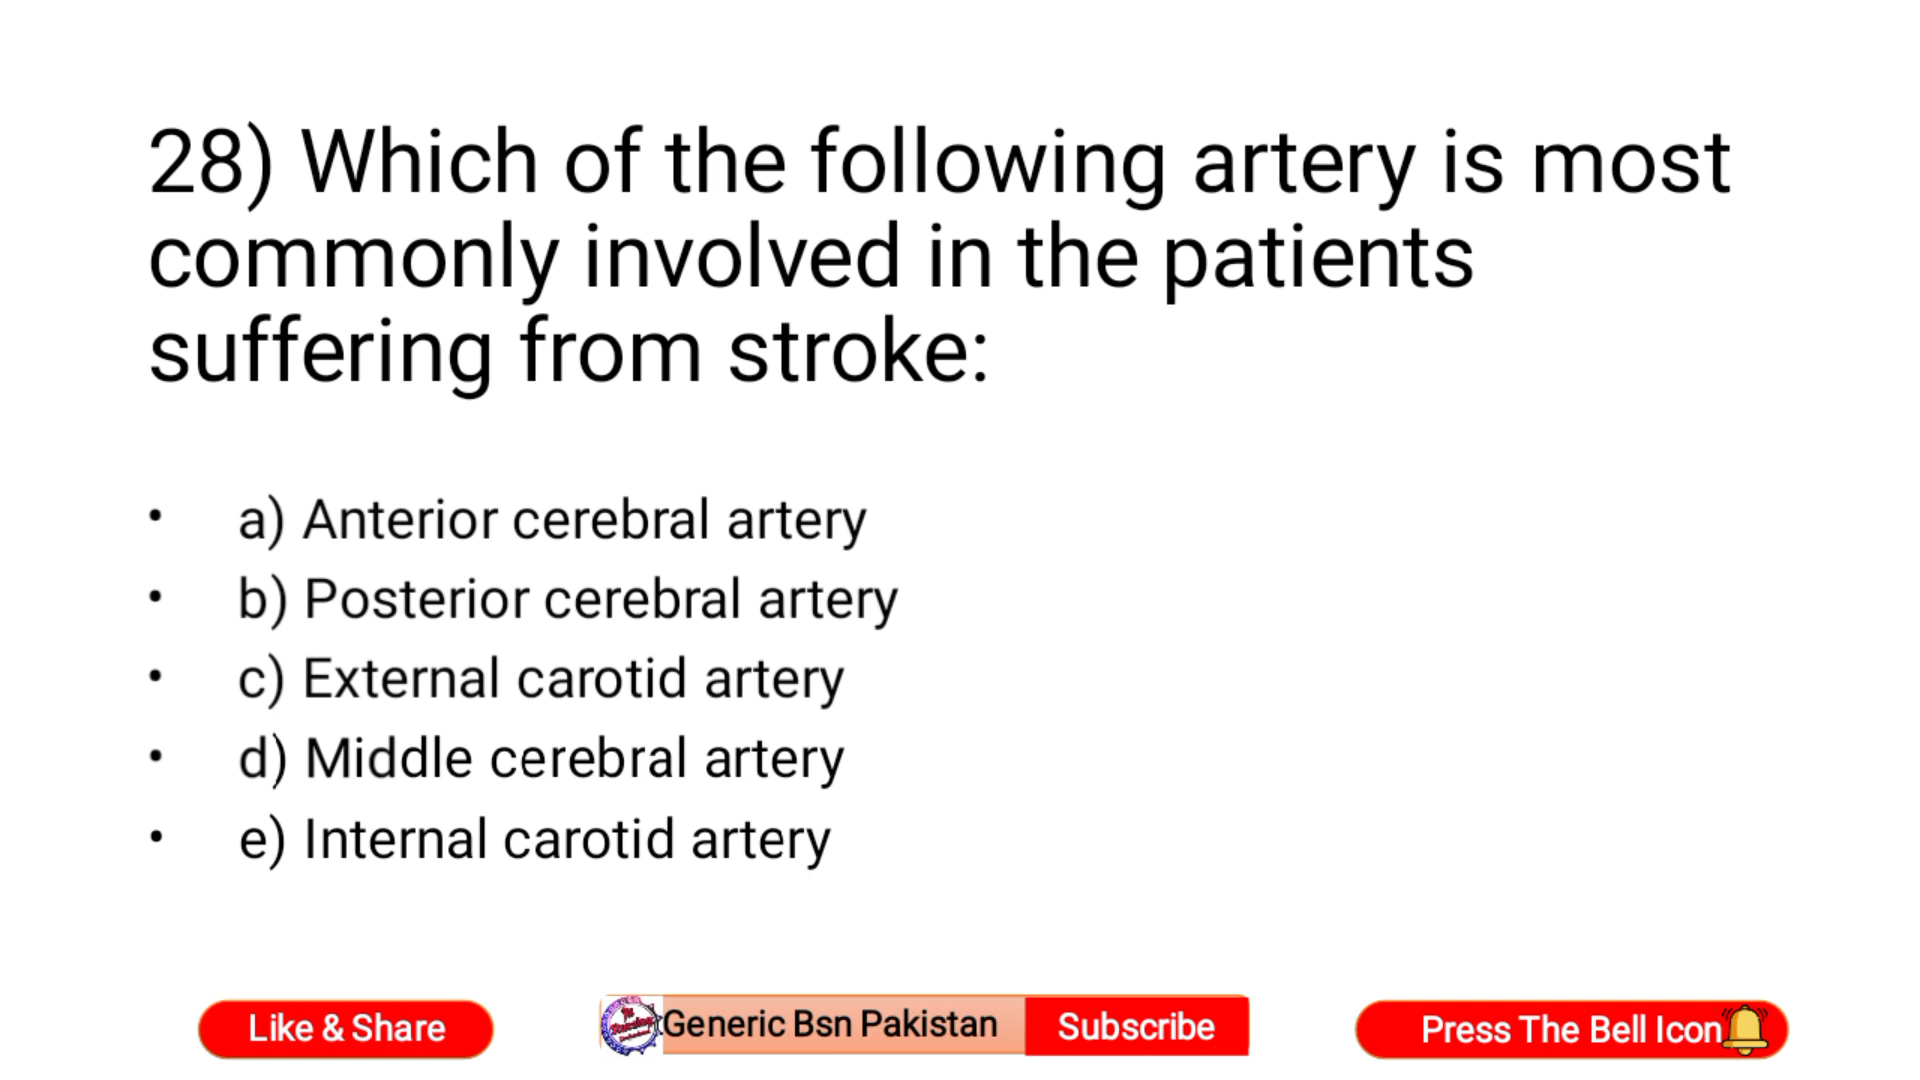 28) Which of the following artery is most
commonly involved in the patients
suffering from stroke:
• a) Anterior cerebral artery
• b) Posterior cerebral artery
• c) External carotid artery
• d) Middle cerebral artery
• e) Internal carotid artery
Like & Share
Generic Bsn Pakistan
Subscribe
Press The Bell Icon